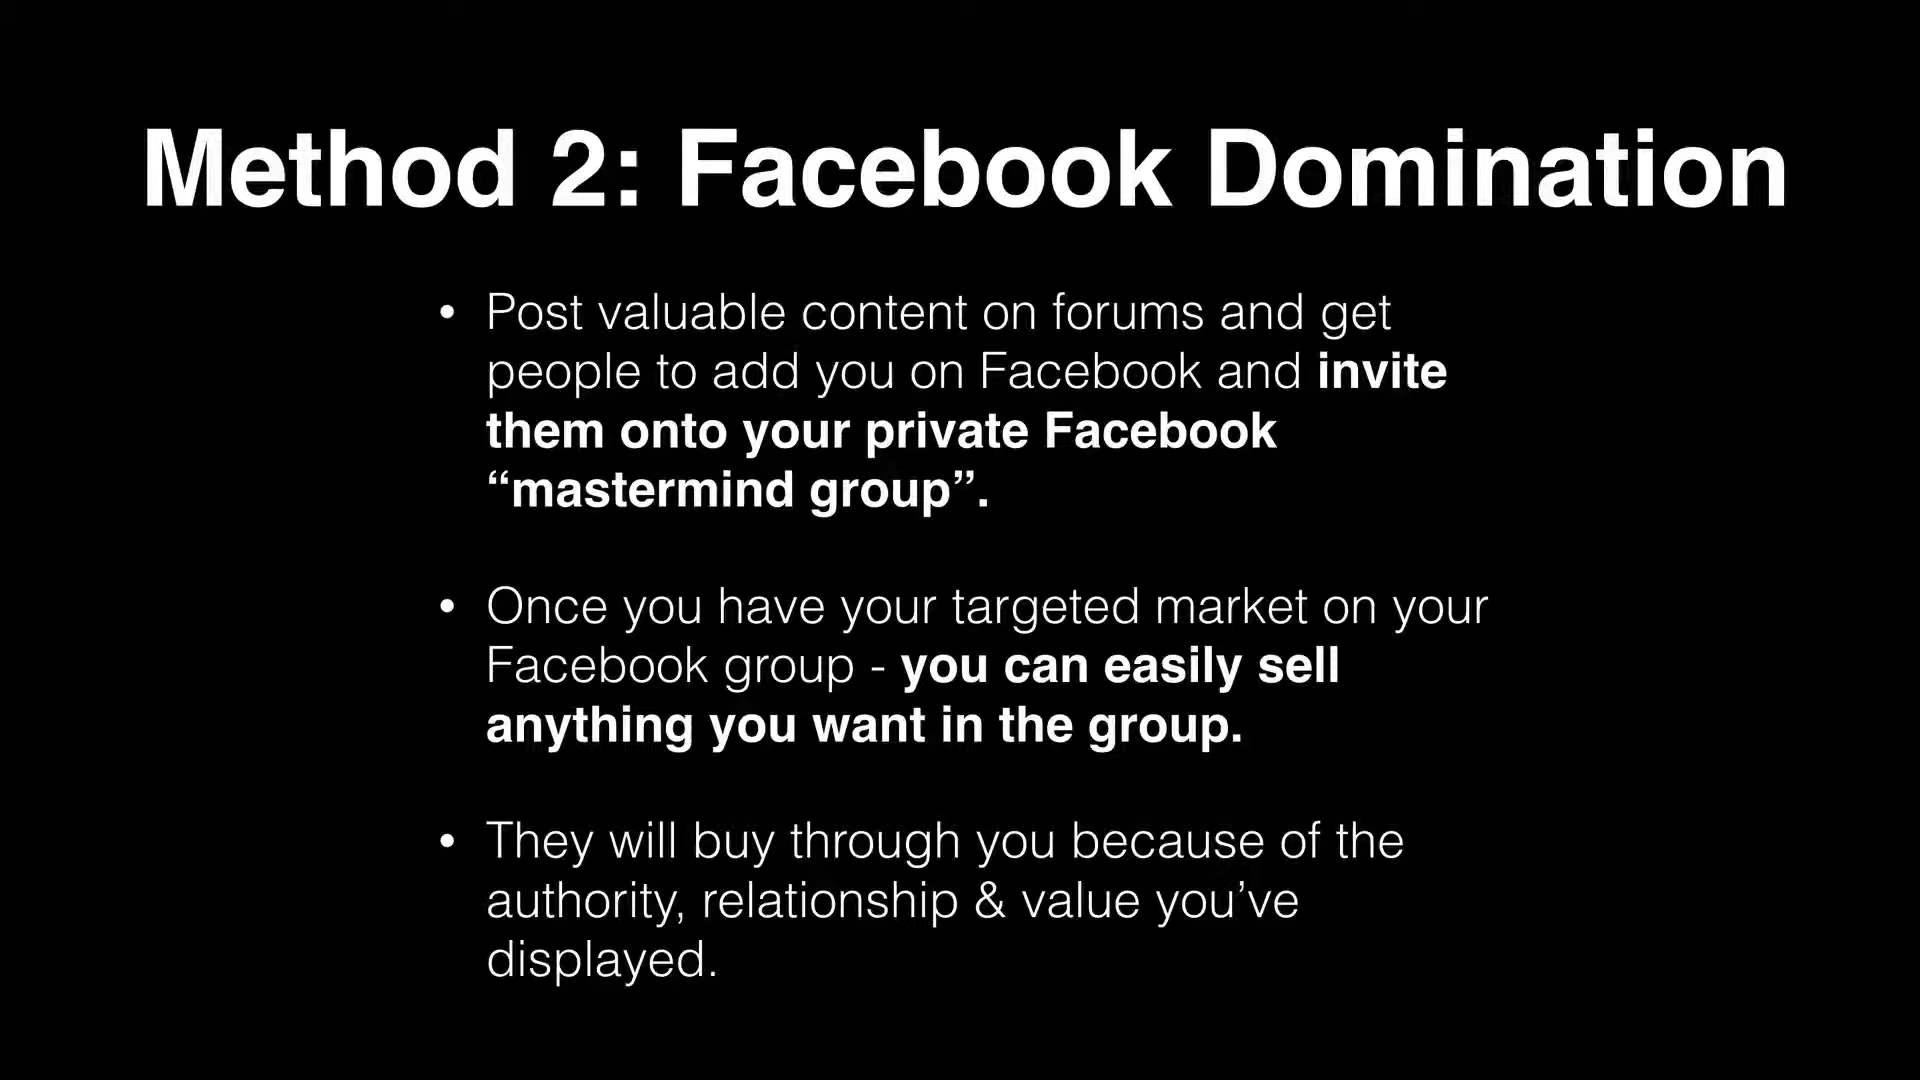 Method 2: Facebook Domination
• Post valuable content on forums and get
people to add you on Facebook and invite
them onto your private Facebook
“mastermind group”.
• Once you have your targeted market on your
Facebook group - you can easily sell
anything you want in the group.
• They will buy through you because of the
authority, relationship & value you’ve
displayed.